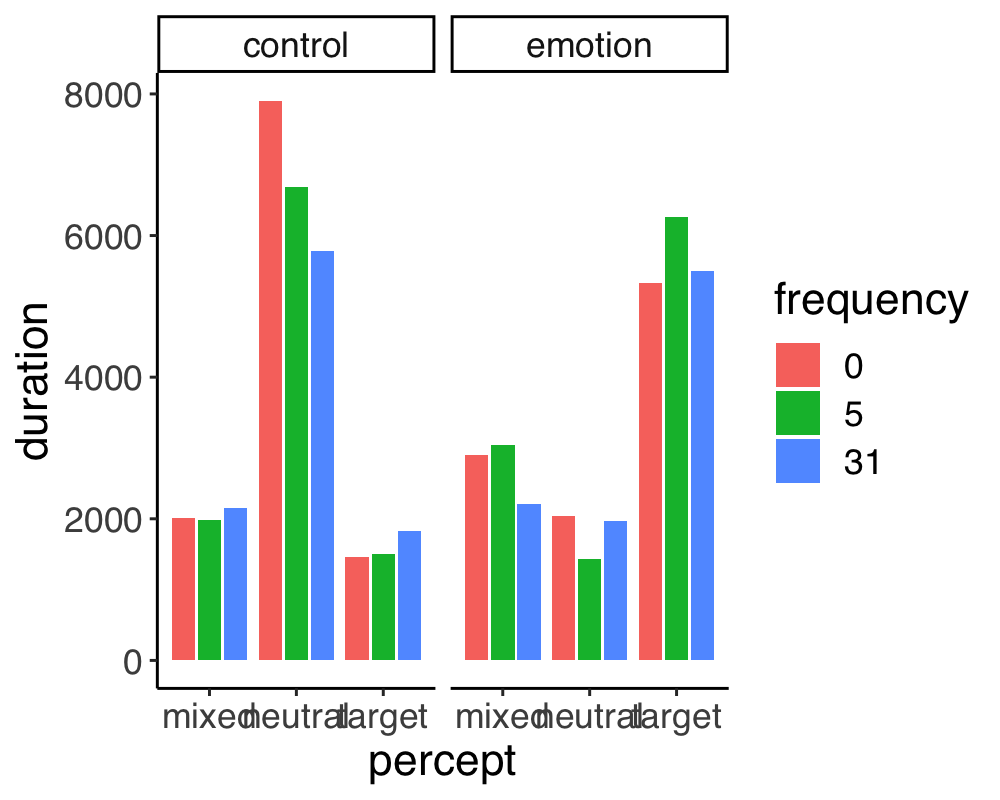 control
emotion
8000
6000
4000
2000
0
duration
mixed neutral target
mixed neutral target
percept
frequency
0
5
31